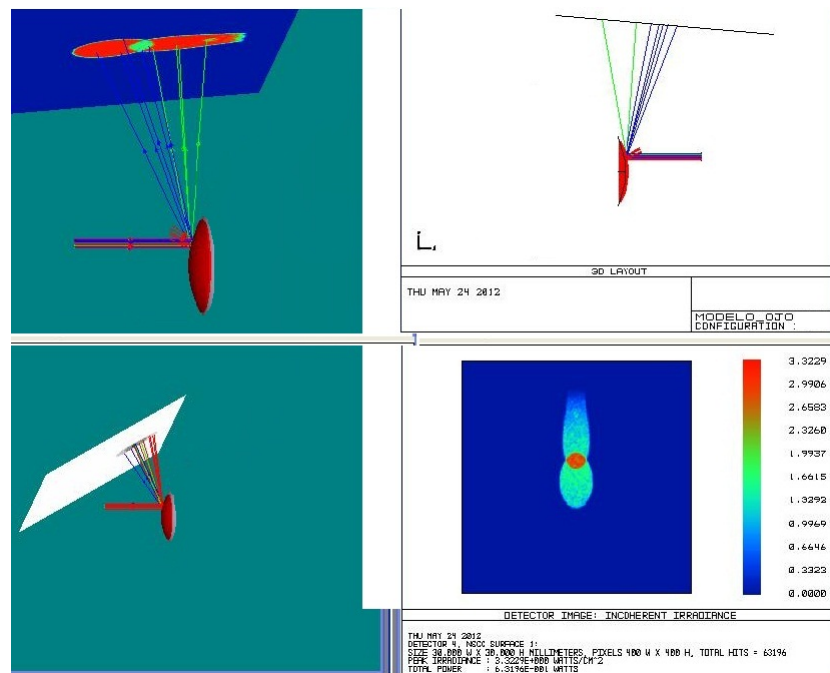 3D LAYOUT
THU MAY 24 2012
MODELO_OJO
CONFIGURATION :
3.3229
2.9906
2.6583
2.3260
1.9937
1.6615
1.3292
0.9969
0.6646
0.3323
0.0000
DETECTOR IMAGE: INCOHERENT IRRADIANCE
THU MAY 24 2012
DETECTOR 4, NSCG SURFACE 1:
SIZE 30.000 W X 30.000 H MILLIMETERS, PIXELS 400 W X 400 H, TOTAL HITS = 63196
PEAK IRRADIANCE : 3.3229E+000 WATTS/CM^2
TOTAL POWER : 6.3196E-001 WATTS